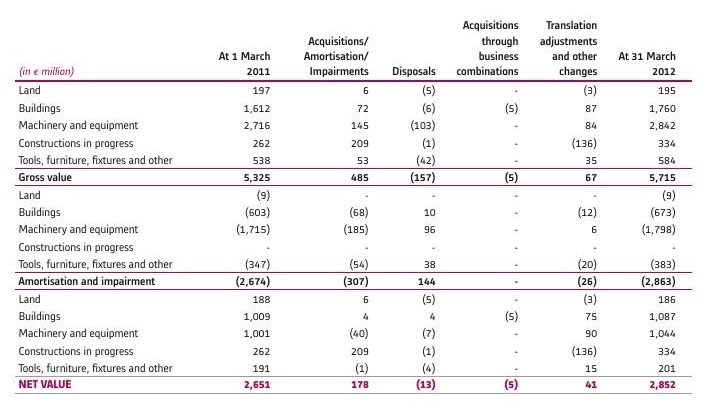 (in € million) At 1 March 2011 Acquisitions/ Amortisation/ Impairments Disposals Acquisitions through business combinations Translation adjustments and other changes At 31 March 2012
Land 197 6 (5) - (3) 195
Buildings 1,612 72 (6) (5) 87 1,760
Machinery and equipment 2,716 145 (103) - 84 2,842
Constructions in progress 262 209 (1) - (136) 334
Tools, furniture, fixtures and other 538 53 (42) - 35 584
Gross value 5,325 485 (157) (5) 67 5,715
Land (9) - - - - (9)
Buildings (603) (68) 10 - (12) (673)
Machinery and equipment (1,715) (185) 96 - 6 (1,798)
Constructions in progress - - - - - -
Tools, furniture, fixtures and other (347) (54) 38 - (20) (383)
Amortisation and impairment (2,674) (307) 144 - (26) (2,863)
Land 188 6 (5) - (3) 186
Buildings 1,009 4 4 (5) 75 1,087
Machinery and equipment 1,001 (40) (7) - 90 1,044
Constructions in progress 262 209 (1) - (136) 334
Tools, furniture, fixtures and other 191 (1) (4) - 15 201
NET VALUE 2,651 178 (13) (5) 41 2,852